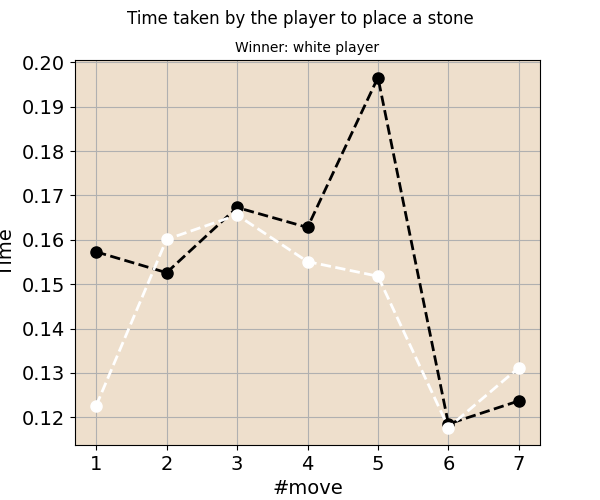 Time taken by the player to place a stone
Winner: white player
0.20
0.19
0.18
0.17
0.16
0.15
0.14
0.13
0.12
Time
1 2 3 4 5 6 7
#move